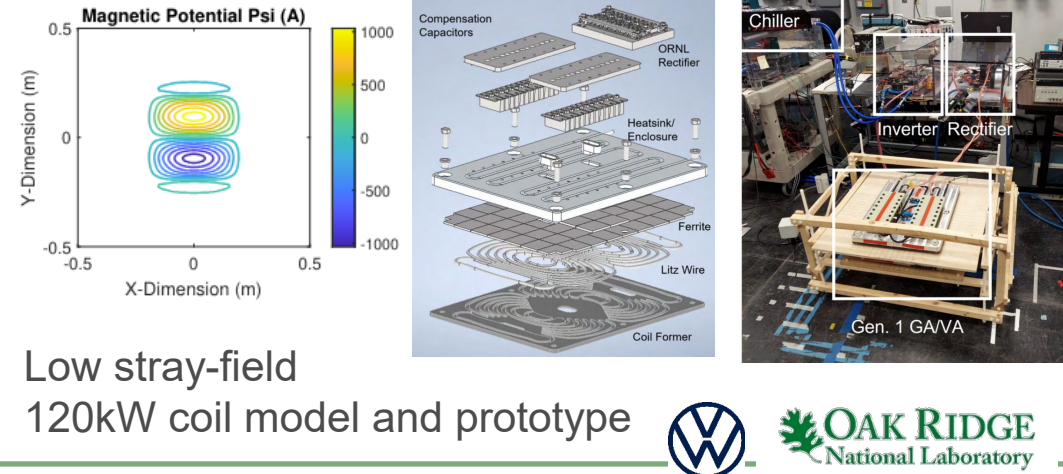 Magnetic Potential Psi (A)
0.5
0
-0.5
Y-Dimension (m)
-0.5
0
0.5
X-Dimension (m)
1000
500
0
-500
-1000
Compensation
Capacitors
ORNL
Rectifier
Heatsink/
Enclosure
Ferrite
Litz Wire
Coil Former
Chiller
Inverter
Rectifier
Gen. 1 GA/VA
Low stray-field
120kW coil model and prototype
OAK RIDGE
National Laboratory